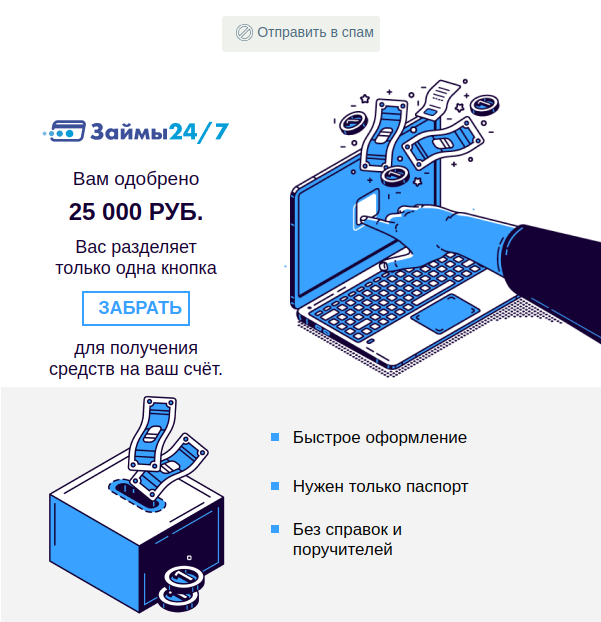 Отправить в спам
Займы24/7
Вам одобрено
25 000 РУБ.
Вас разделяет
только одна кнопка
ЗАБРАТЬ
для получения
средств на ваш счёт.
Быстрое оформление
Нужен только паспорт
Без справок и
поручителей